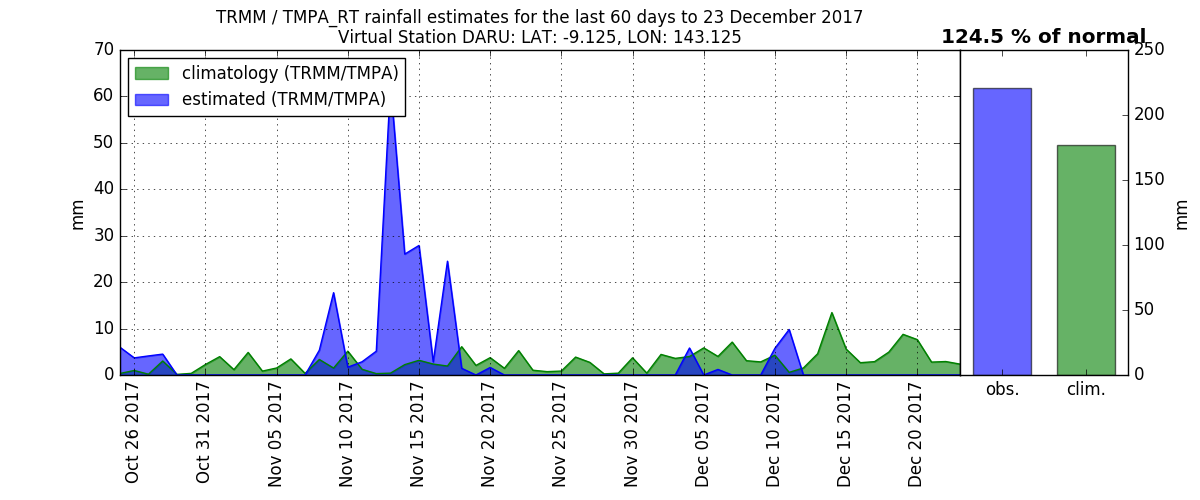 TRMM / TMPA_RT rainfall estimates for the last 60 days to 23 December 2017
Virtual Station DARU: LAT: -9.125, LON: 143.125
124.5 % of normal
climatology (TRMM/TMPA)
estimated (TRMM/TMPA)
70
60
50
40
30
20
10
0
mm
Oct 26 2017
Oct 31 2017
Nov 05 2017
Nov 10 2017
Nov 15 2017
Nov 20 2017
Nov 25 2017
Nov 30 2017
Dec 05 2017
Dec 10 2017
Dec 15 2017
Dec 20 2017
250
200
150
100
50
0
mm
obs.
clim.